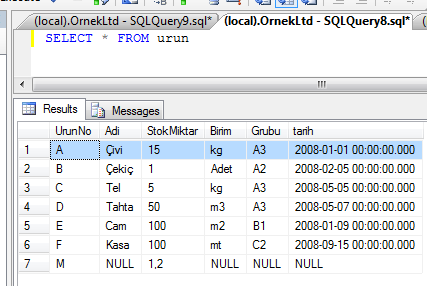 (local).OrnekLtd - SQLQuery9.sql* (local).OrnekLtd - SQLQuery8.sql*
SELECT * FROM urun
Results Messages
UrunNo Adi StokMiktar Birim Grubu tarih
1 A Çivi 15 kg A3 2008-01-01 00:00:00.000
2 B Çekiç 1 Adet A2 2008-02-05 00:00:00.000
3 C Tel 5 kg A3 2008-05-05 00:00:00.000
4 D Tahta 50 m3 A3 2008-05-07 00:00:00.000
5 E Cam 100 m2 B1 2008-01-09 00:00:00.000
6 F Kasa 100 mt C2 2008-09-15 00:00:00.000
7 M NULL 1,2 NULL NULL NULL